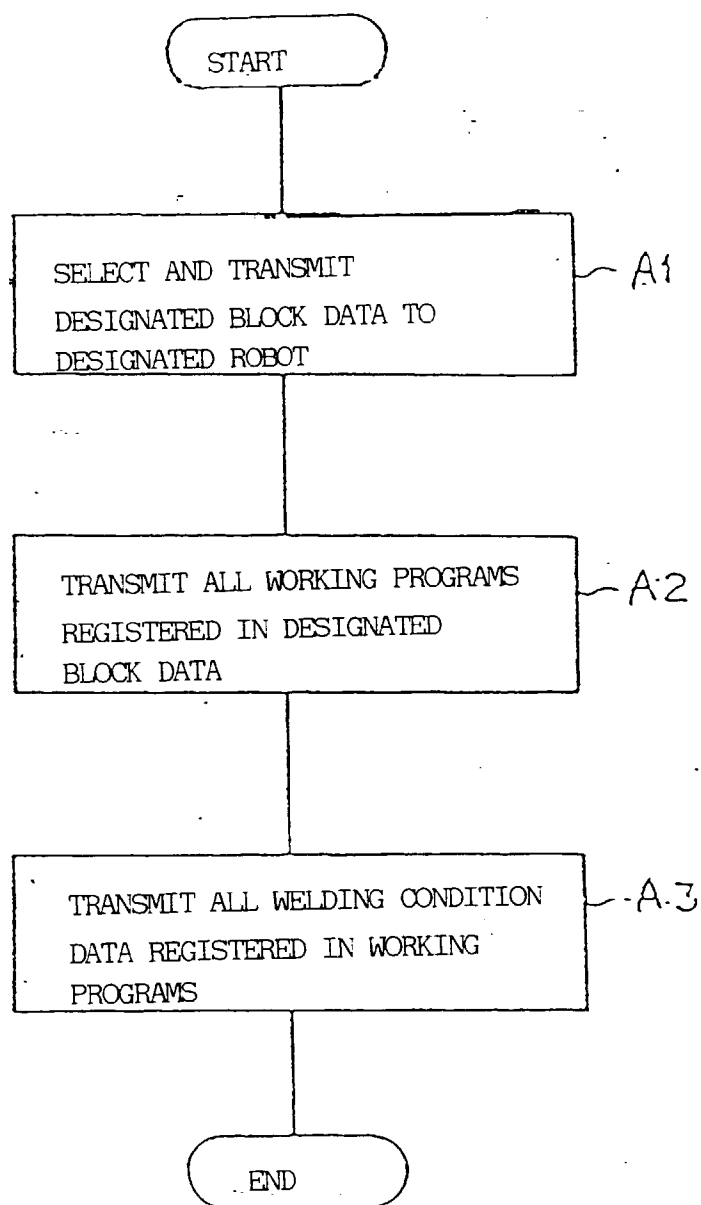 START
SELECT AND TRANSMIT
DESIGNATED BLOCK DATA TO
DESIGNATED ROBOT
A1
TRANSMIT ALL WORKING PROGRAMS
REGISTERED IN DESIGNATED
BLOCK DATA
A2
TRANSMIT ALL WELDING CONDITION
DATA REGISTERED IN WORKING
PROGRAMS
A3
END